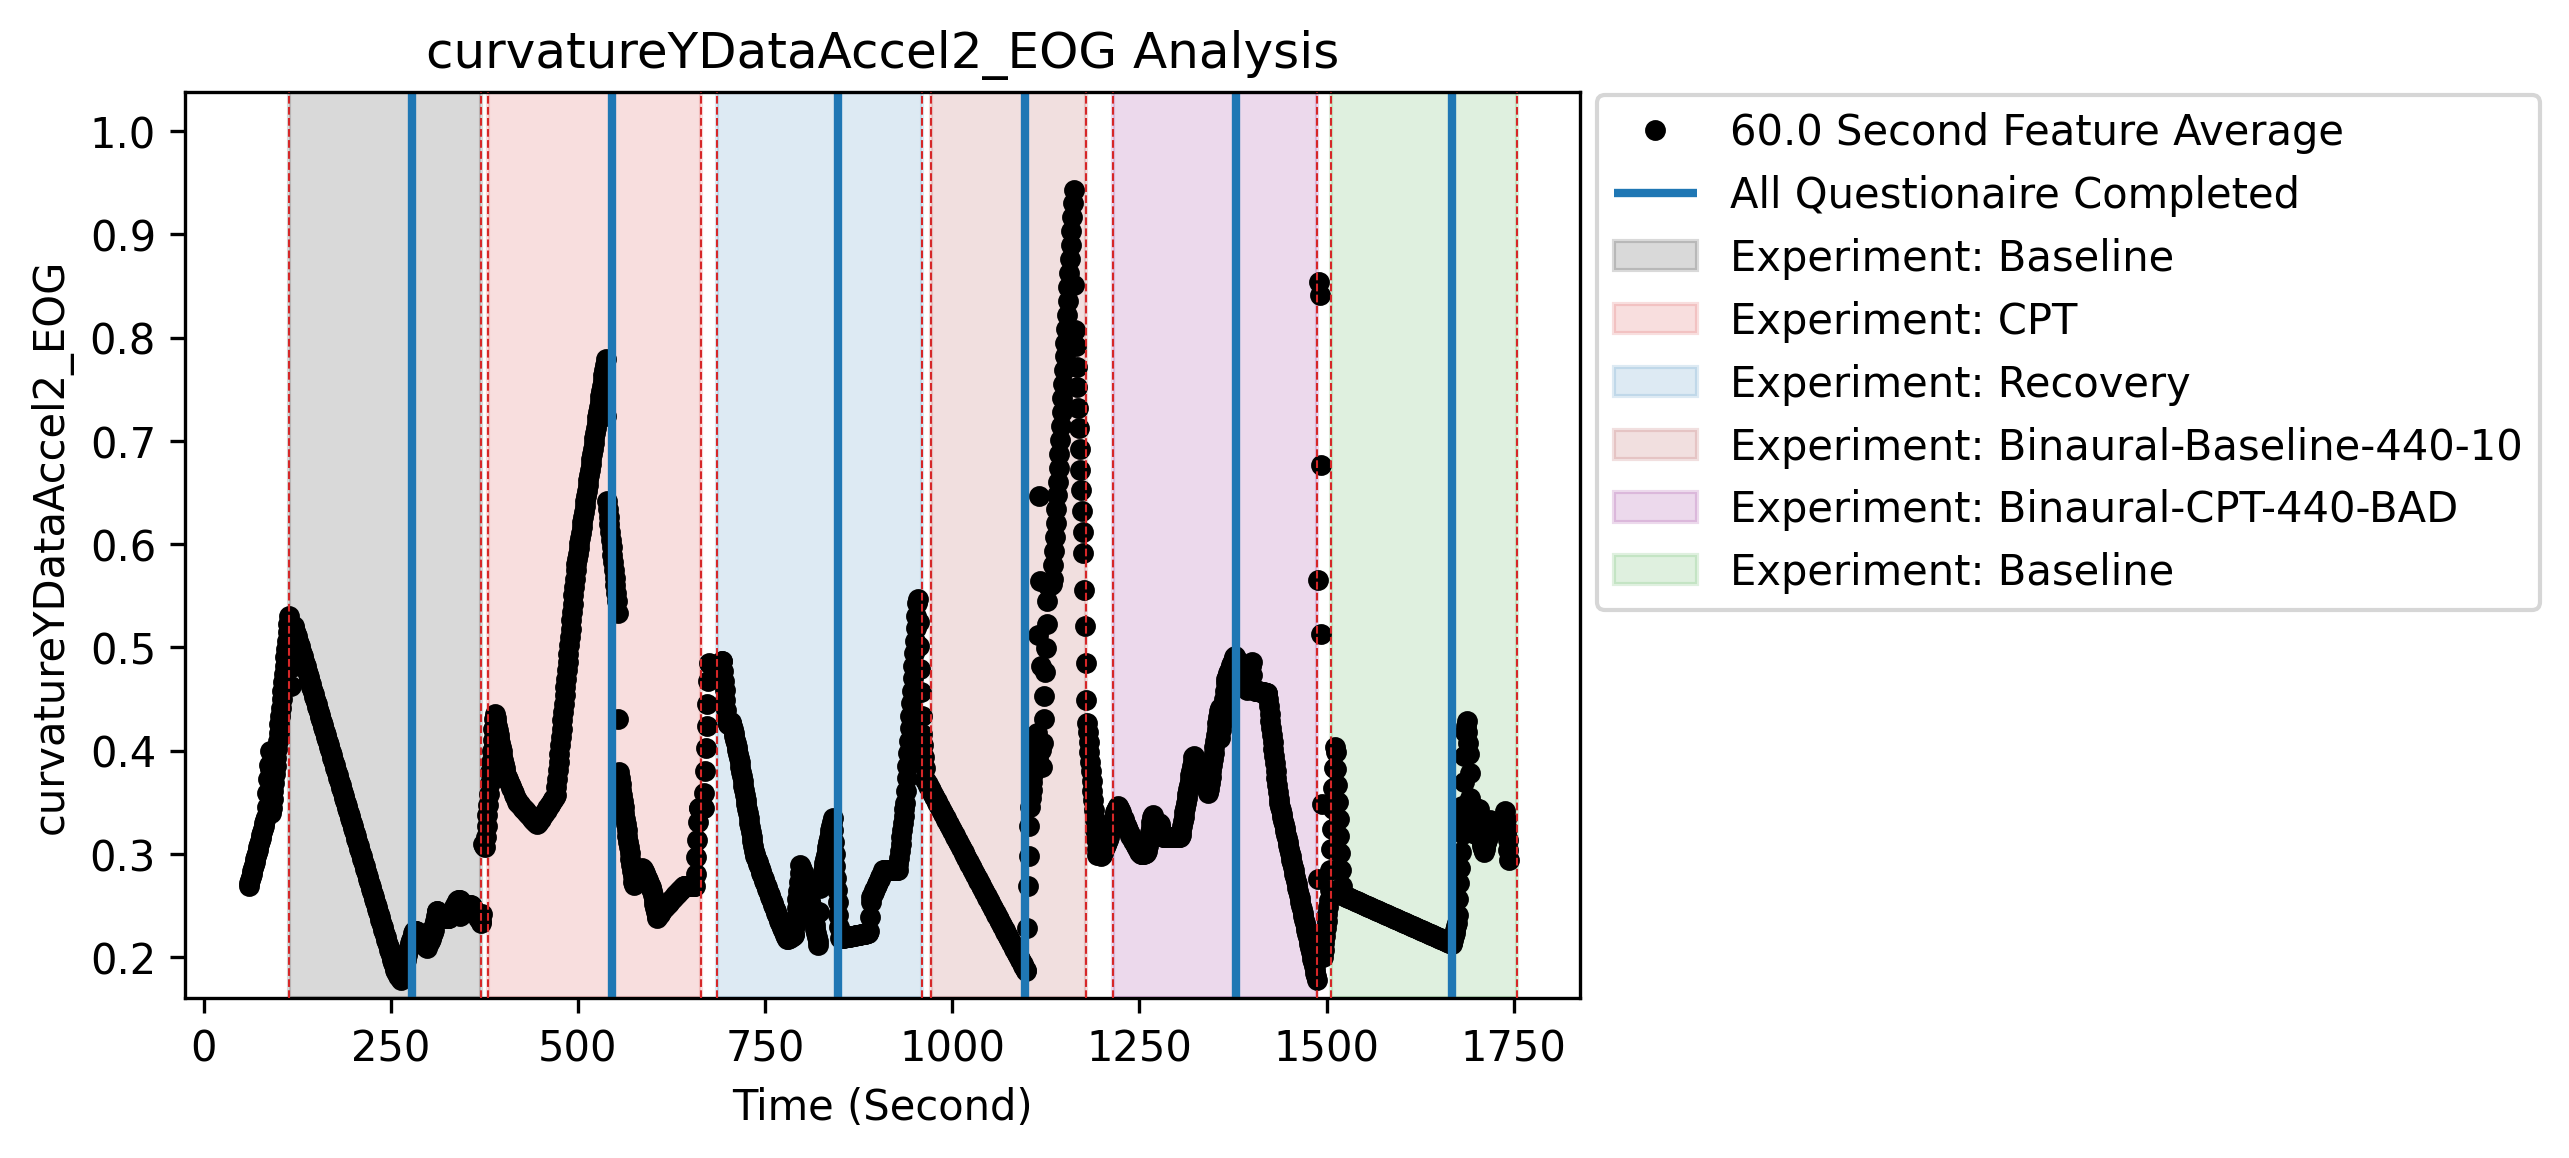 curvatureYDataAccel2_EOG Analysis
curvatureYDataAccel2_EOG
1.0
0.9
0.8
0.7
0.6
0.5
0.4
0.3
0.2
0 250 500 750 1000 1250 1500 1750
Time (Second)
60.0 Second Feature Average
All Questionaire Completed
Experiment: Baseline
Experiment: CPT
Experiment: Recovery
Experiment: Binaural-Baseline-440-10
Experiment: Binaural-CPT-440-BAD
Experiment: Baseline